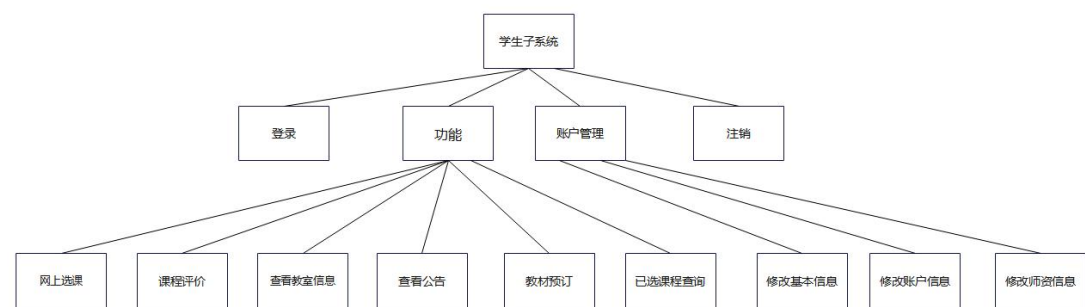 学生子系统
登录
功能
账户管理
注销
网上选课
课程评价
查看教室信息
查看公告
教材预订
已选课程查询
修改基本信息
修改账户信息
修改师资信息